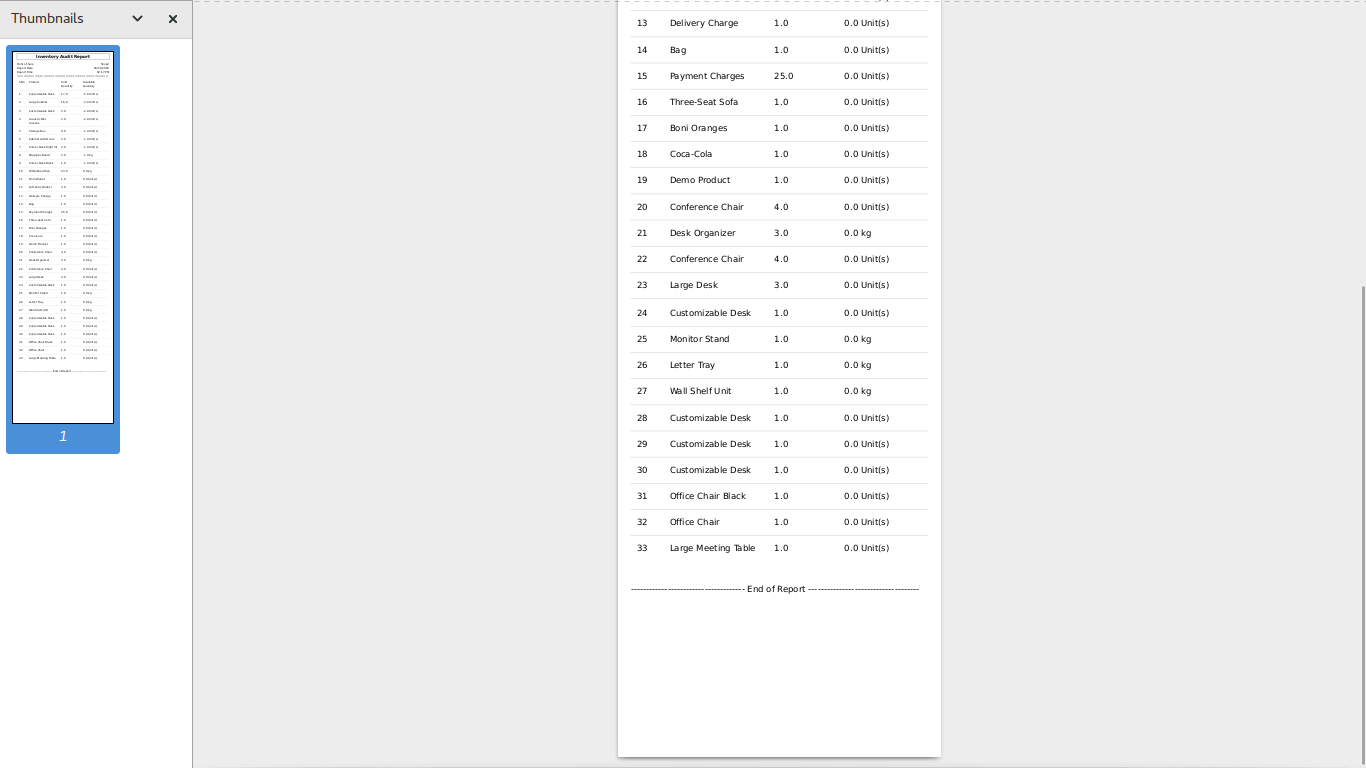 Thumbnails
Inventory Audit Report
1
13 Delivery Charge 1.0 0.0 Unit(s)
14 Bag 1.0 0.0 Unit(s)
15 Payment Charges 25.0 0.0 Unit(s)
16 Three-Seat Sofa 1.0 0.0 Unit(s)
17 Boni Oranges 1.0 0.0 Unit(s)
18 Coca-Cola 1.0 0.0 Unit(s)
19 Demo Product 1.0 0.0 Unit(s)
20 Conference Chair 4.0 0.0 Unit(s)
21 Desk Organizer 3.0 0.0 kg
22 Conference Chair 4.0 0.0 Unit(s)
23 Large Desk 3.0 0.0 Unit(s)
24 Customizable Desk 1.0 0.0 Unit(s)
25 Monitor Stand 1.0 0.0 kg
26 Letter Tray 1.0 0.0 kg
27 Wall Shelf Unit 1.0 0.0 kg
28 Customizable Desk 1.0 0.0 Unit(s)
29 Customizable Desk 1.0 0.0 Unit(s)
30 Customizable Desk 1.0 0.0 Unit(s)
31 Office Chair Black 1.0 0.0 Unit(s)
32 Office Chair 1.0 0.0 Unit(s)
33 Large Meeting Table 1.0 0.0 Unit(s)
-------------------------------------- End of Report -------------------------------------